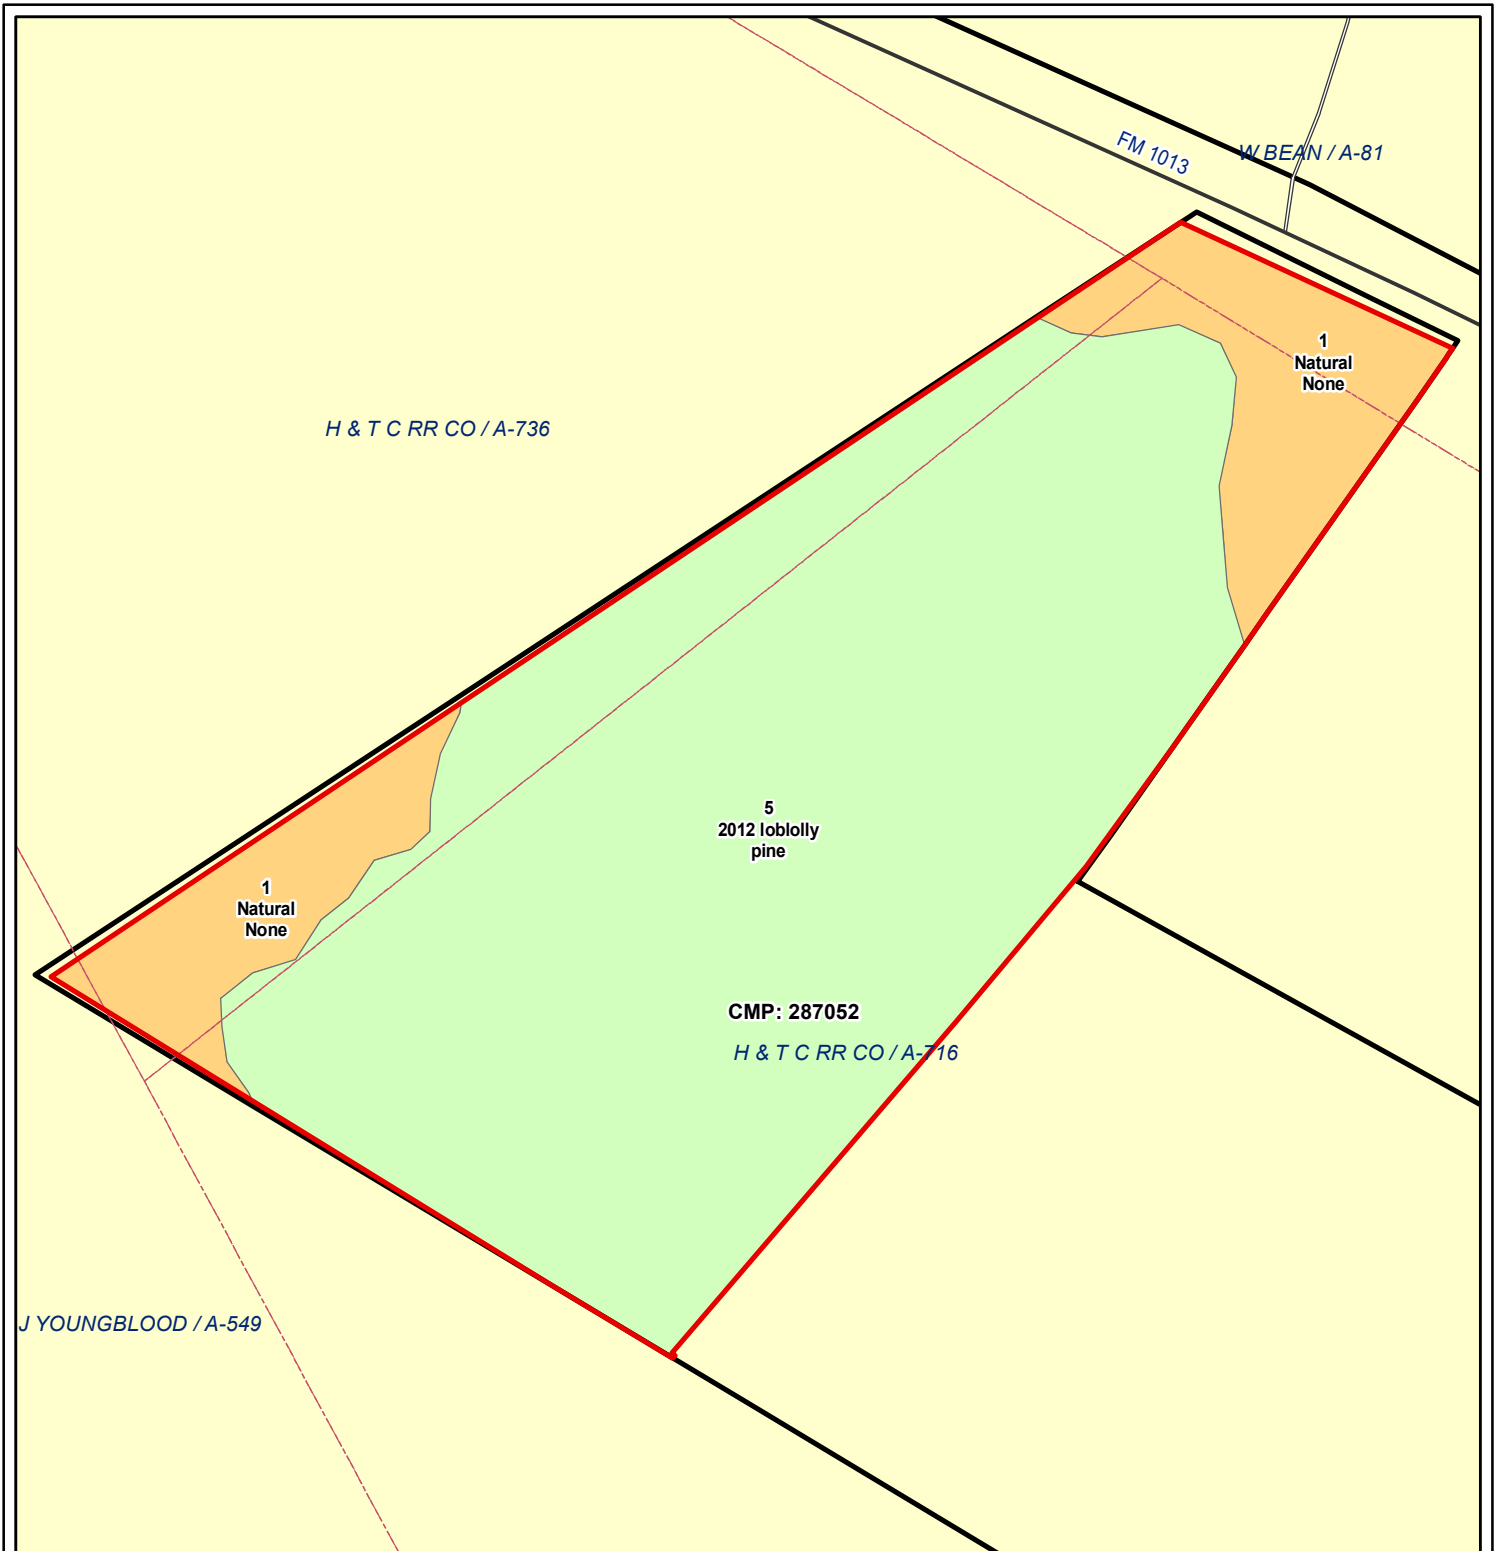 FM 1013
W BEAN / A-81
1
Natural
None
H & T C RR CO / A-736
5
2012 loblolly
pine
1
Natural
None
CMP: 287052
H & T C RR CO / A-716
J YOUNGBLOOD / A-549